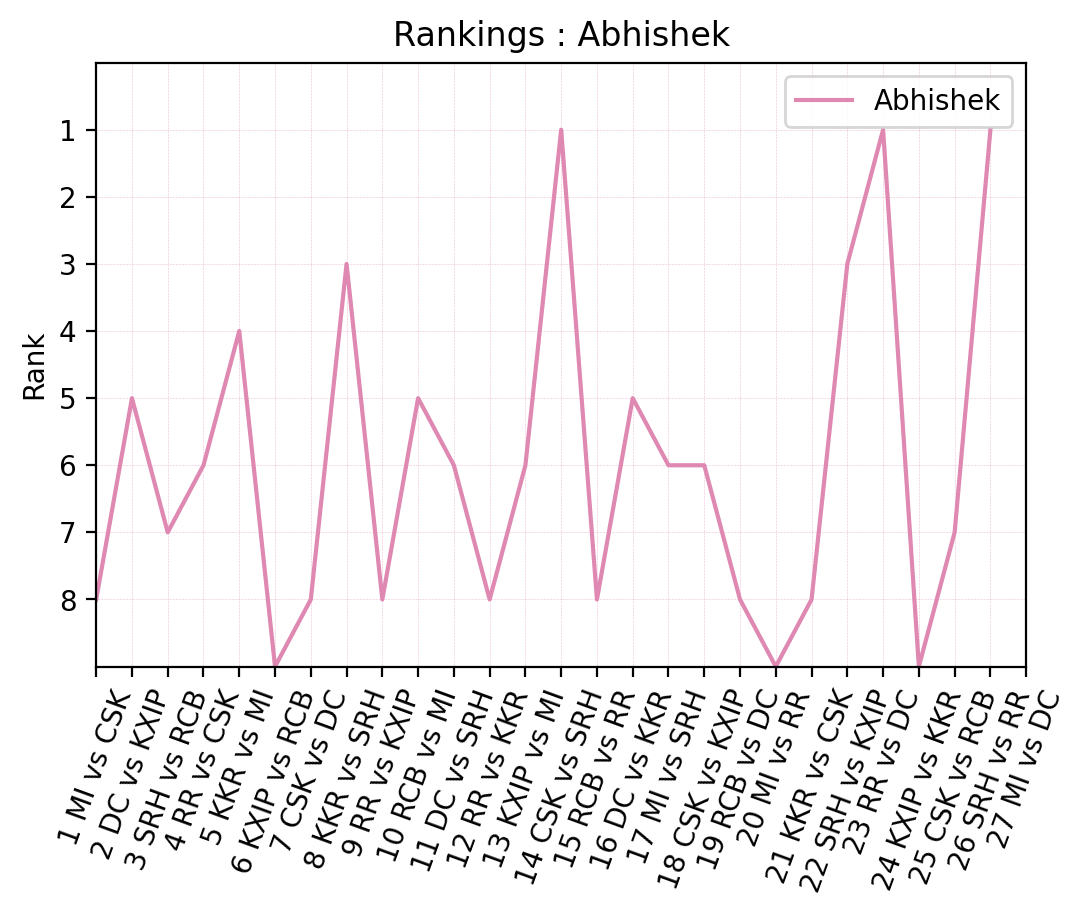 Rankings : Abhishek
Abhishek
Rank
1
2
3
4
5
6
7
8
1 MI vs CSK
2 DC vs KXIP
3 SRH vs RCB
4 RR vs CSK
5 KKR vs MI
6 KXIP vs RCB
7 CSK vs DC
8 KKR vs SRH
9 RR vs KXIP
10 RCB vs MI
11 DC vs SRH
12 RR vs KKR
13 KXIP vs MI
14 CSK vs SRH
15 RCB vs RR
16 DC vs KKR
17 MI vs SRH
18 CSK vs KXIP
19 RCB vs DC
20 MI vs RR
21 KKR vs CSK
22 SRH vs KXIP
23 RR vs DC
24 KXIP vs KKR
25 CSK vs RCB
26 SRH vs RR
27 MI vs DC